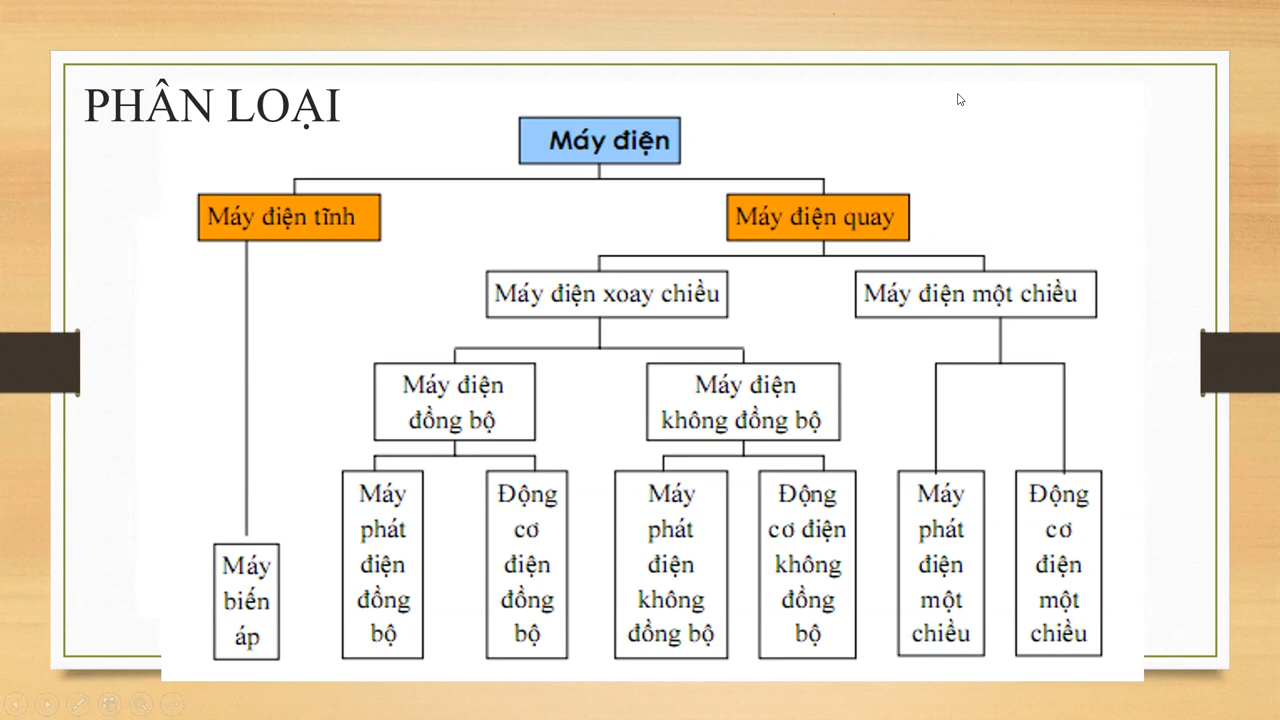 PHÂN LOẠI
Máy điện
Máy điện tĩnh
Máy điện quay
Máy điện xoay chiều
Máy điện một chiều
Máy điện
đồng bộ
Máy điện
không đồng bộ
Máy
biến
áp
Máy
phát
điện
đồng
bộ
Động
cơ
điện
đồng
bộ
Máy
phát
điện
không
đồng bộ
Động
cơ điện
không
đồng
bộ
Máy
phát
điện
một
chiều
Động
cơ
điện
một
chiều